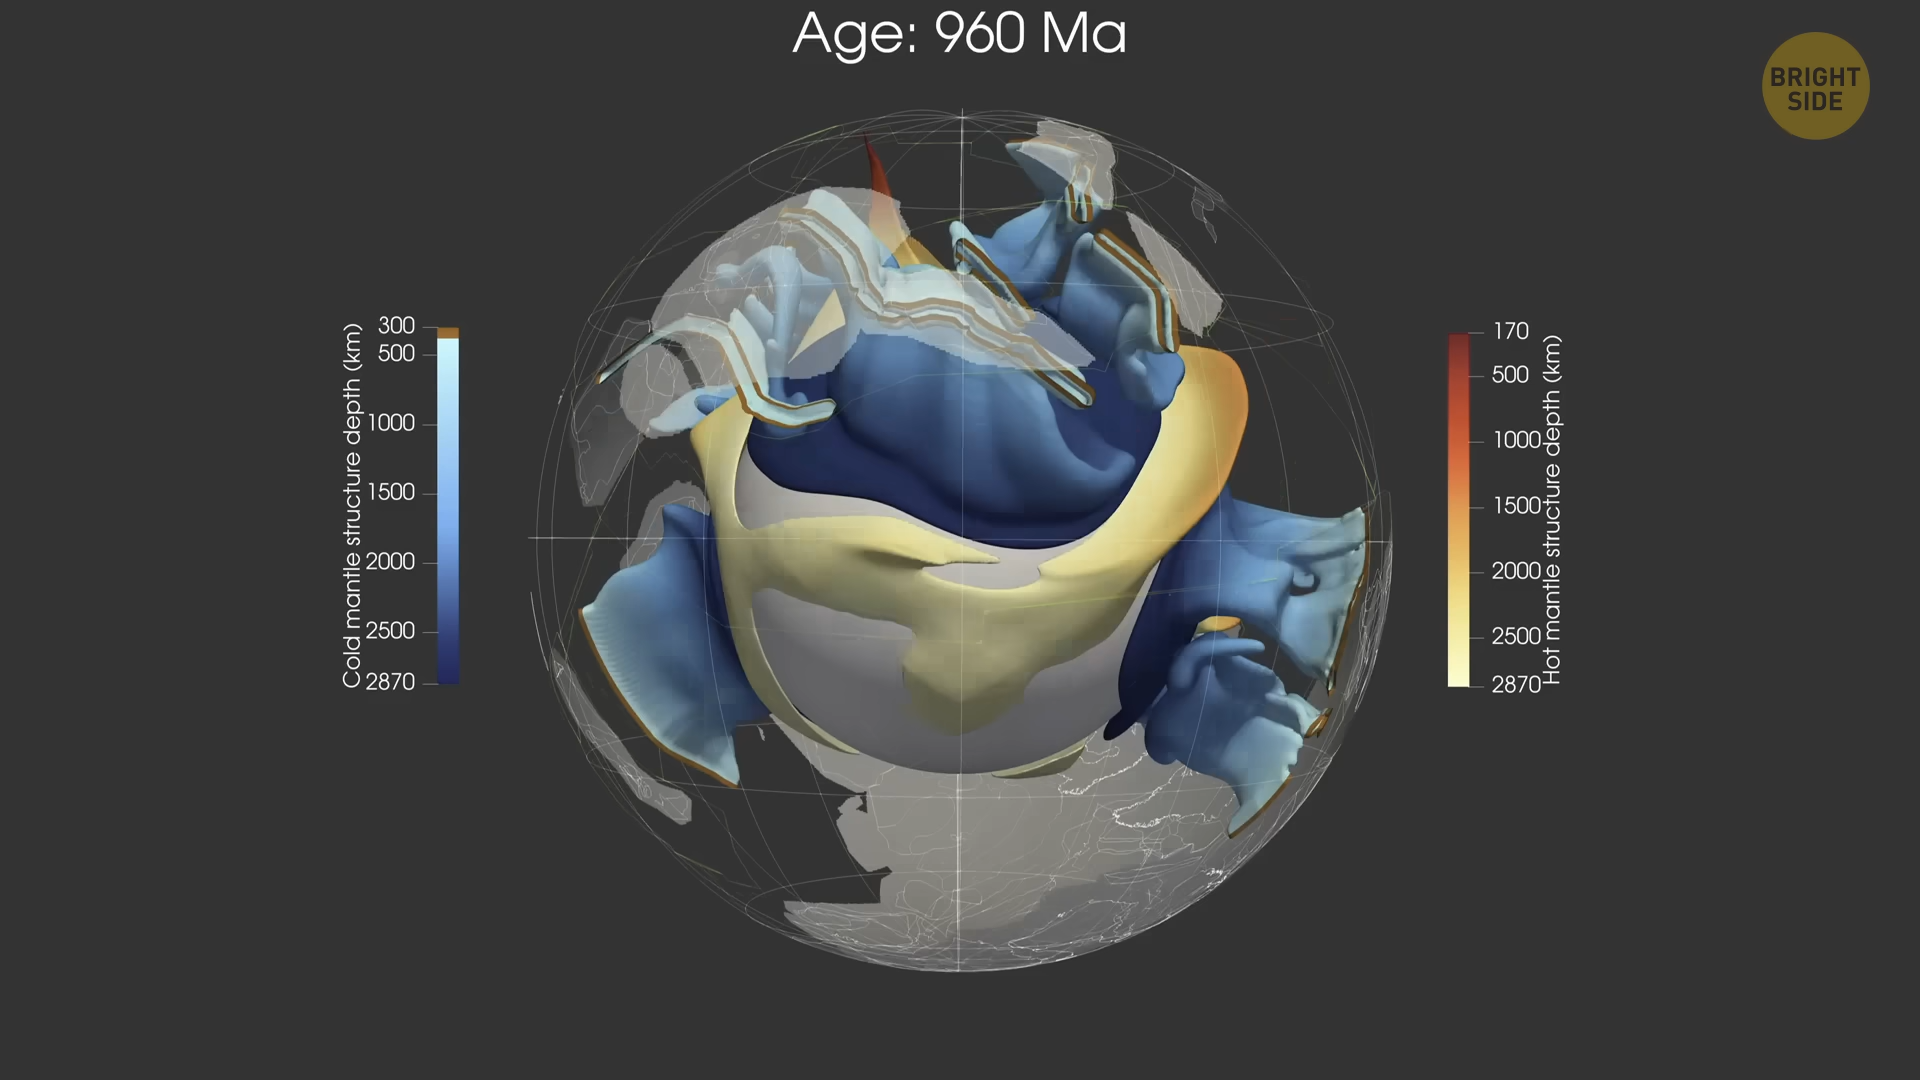 Age: 960 Ma
BRIGHT
SIDE
Cold mantle structure depth (km)
300
500
1000
1500
2000
2500
2870
170
500
1000
1500
2000
2500
2870
Hot mantle structure depth (km)